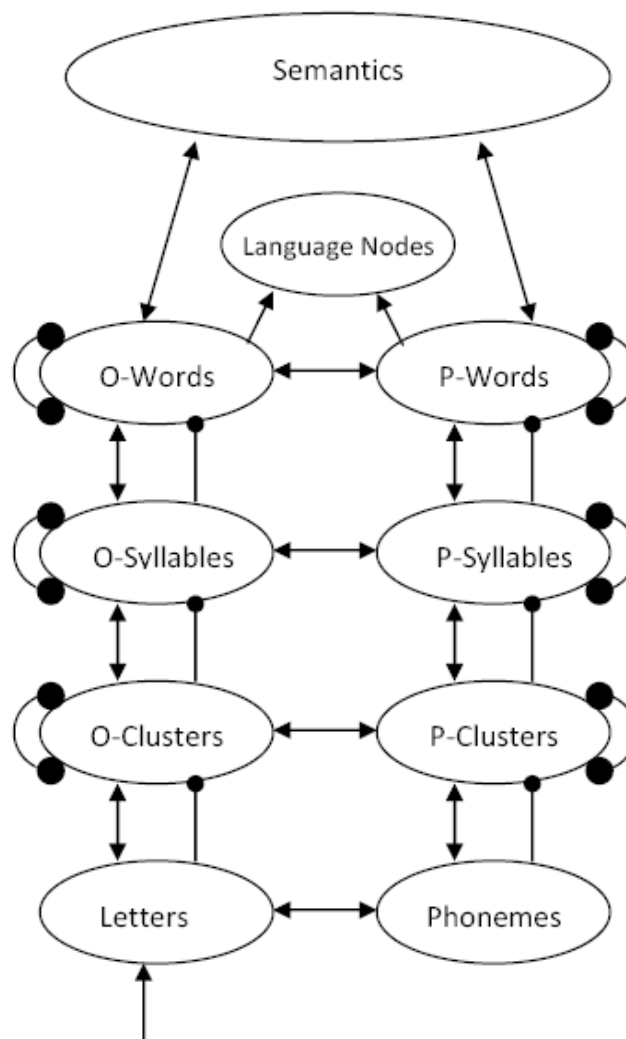 Semantics
Language Nodes
O-Words
P-Words
O-Syllables
P-Syllables
O-Clusters
P-Clusters
Letters
Phonemes